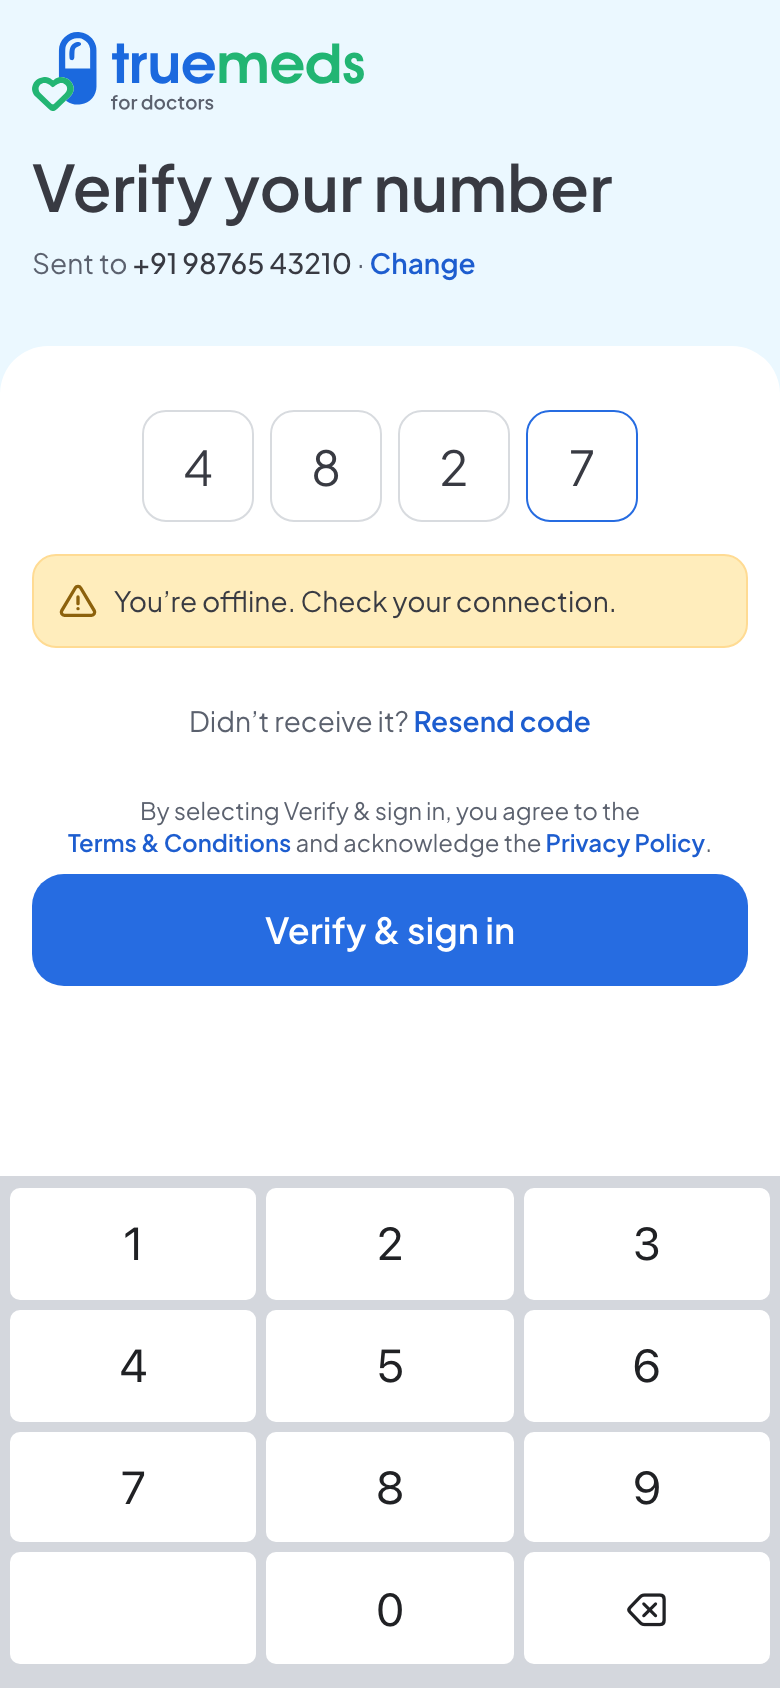 truemeds
for doctors
Verify your number
Sent to +91 98765 43210 · Change
4 8 2 7
You’re offline. Check your connection.
Didn’t receive it? Resend code
By selecting Verify & sign in, you agree to the
Terms & Conditions and acknowledge the Privacy Policy.
Verify & sign in
1 2 3
4 5 6
7 8 9
0